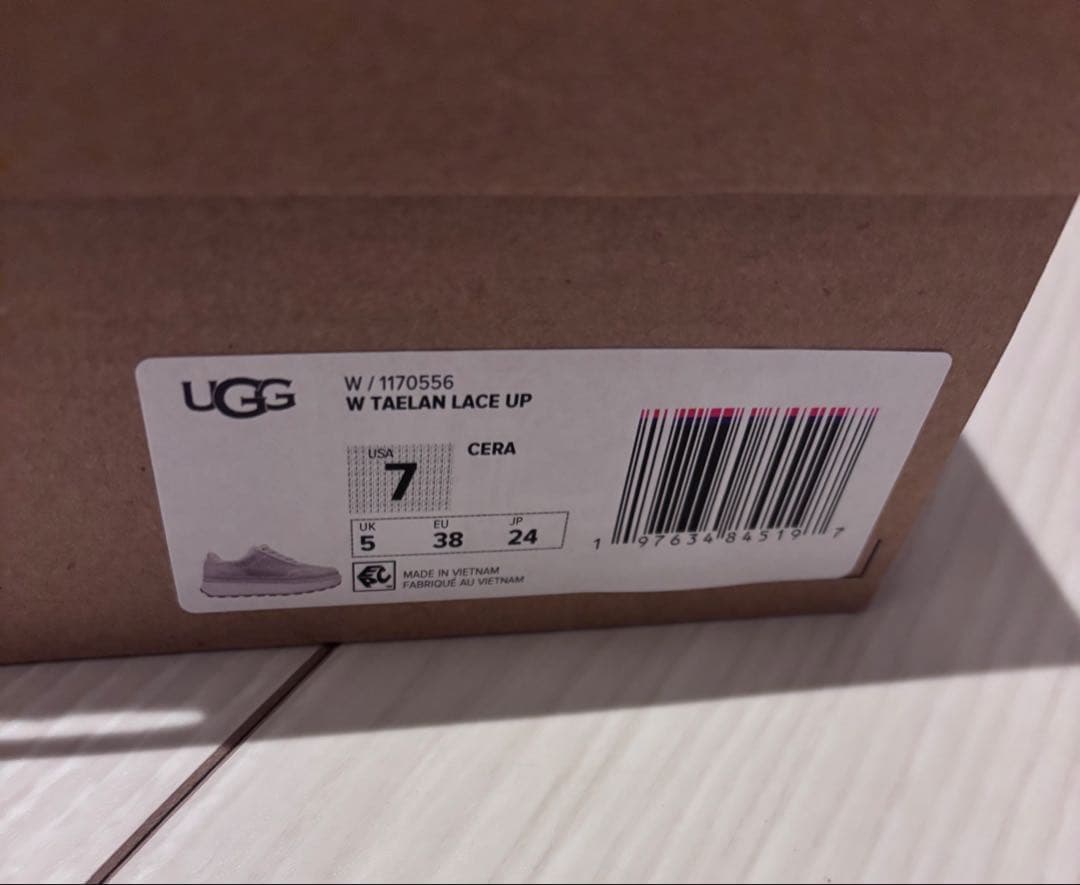 UGG
W / 1170556
W TAELAN LACE UP
USA
7
CERA
UK
5
EU
38
JP
24
MADE IN VIETNAM
FABRIQUÉ AU VIETNAM
1 97634 84519 7